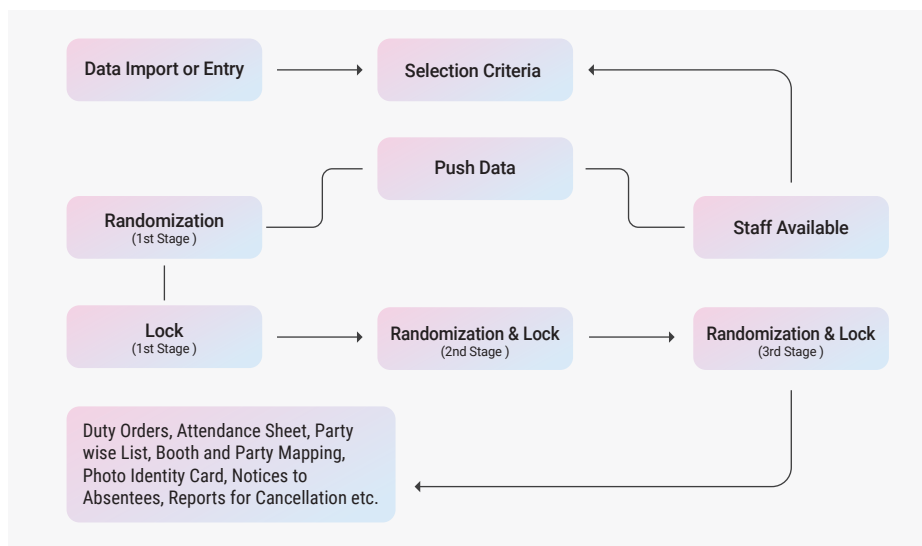 Data Import or Entry
Selection Criteria
Push Data
Randomization
(1st Stage )
Staff Available
Lock
(1st Stage )
Randomization & Lock
(2nd Stage )
Randomization & Lock
(3rd Stage )
Duty Orders, Attendance Sheet, Party
wise List, Booth and Party Mapping,
Photo Identity Card, Notices to
Absentees, Reports for Cancellation etc.